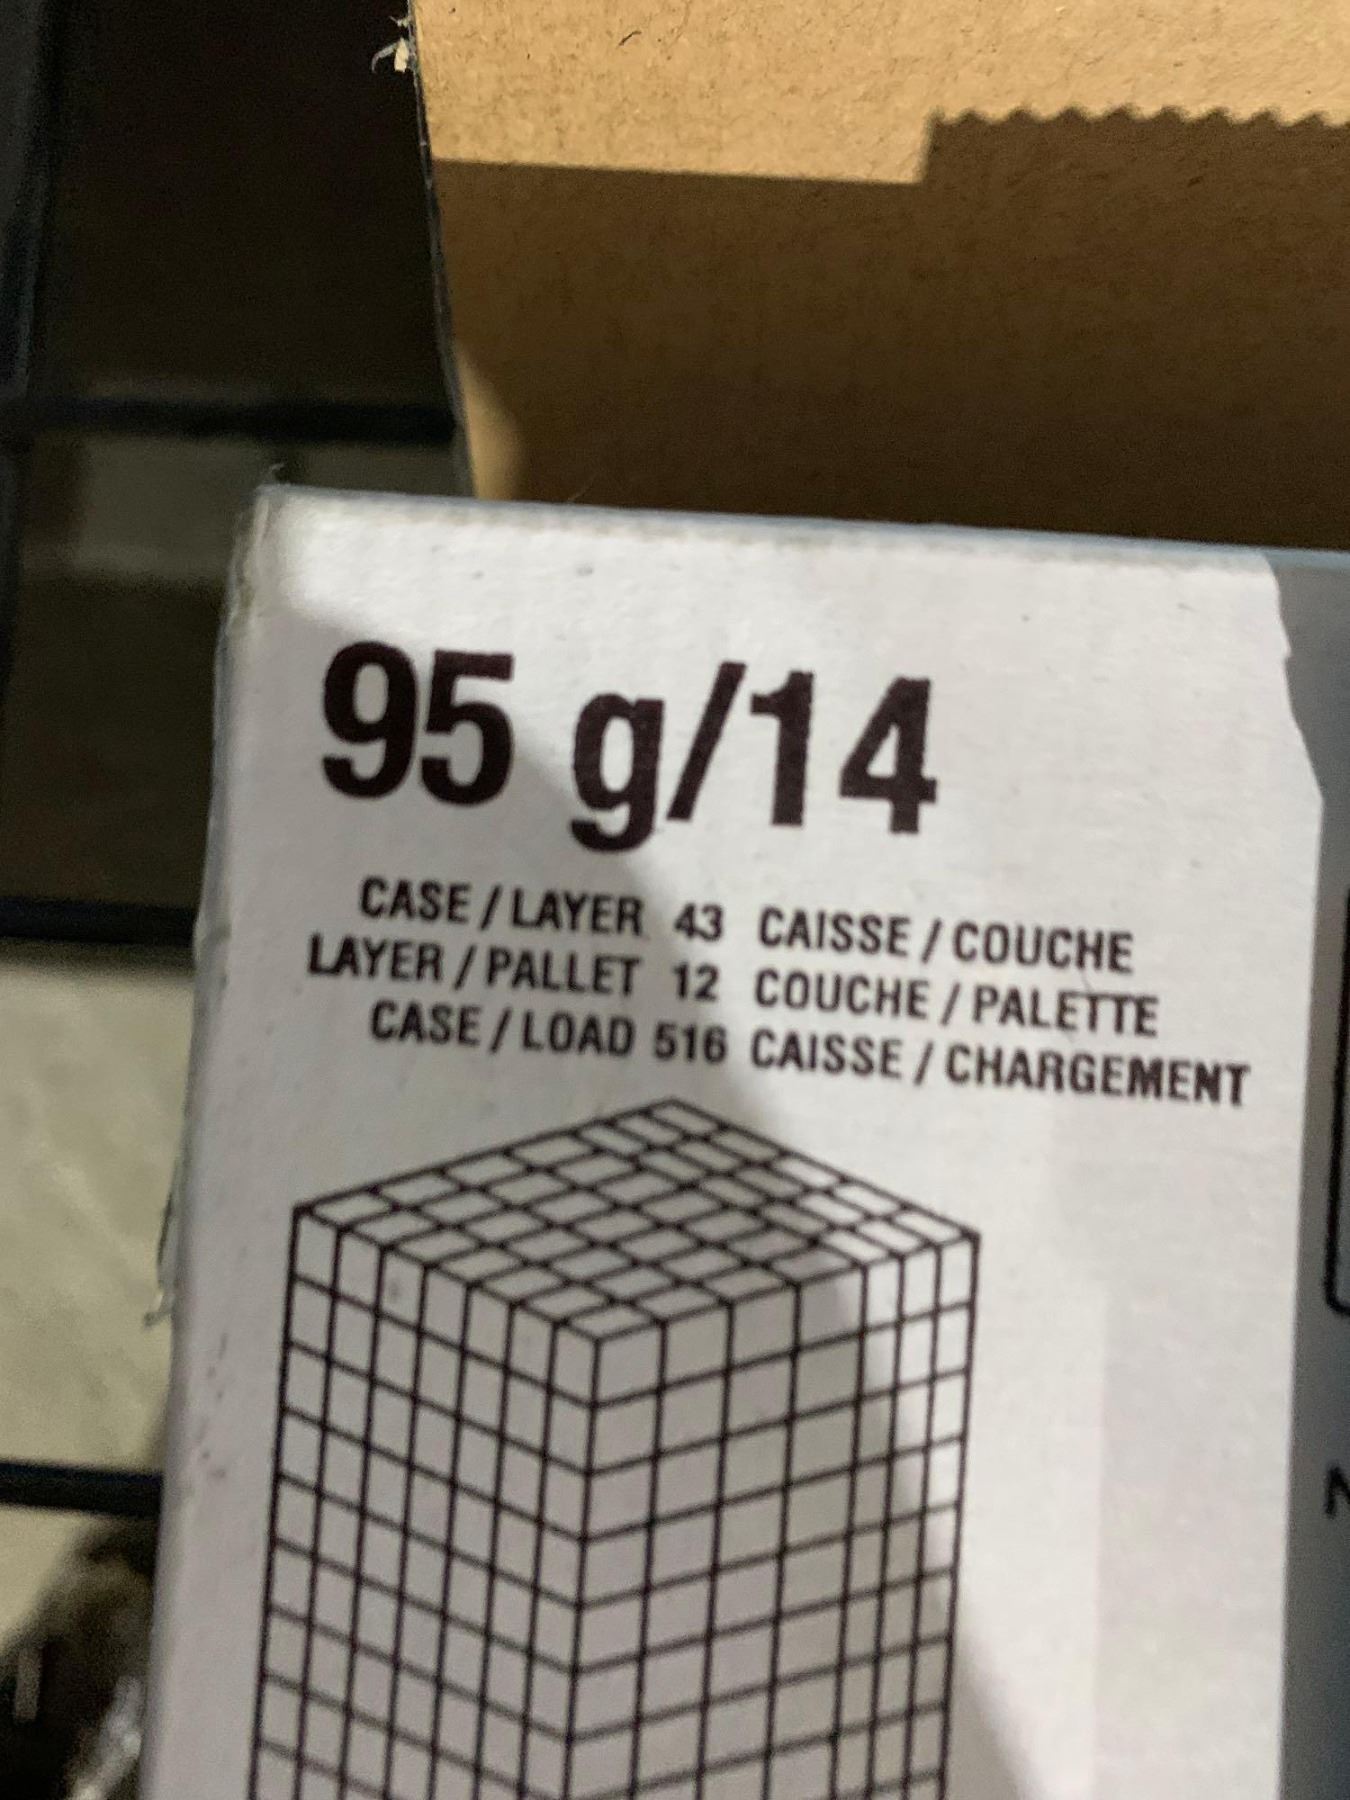 95 g/14
CASE / LAYER 43 CAISSE / COUCHE
LAYER / PALLET 12 COUCHE / PALETTE
CASE / LOAD 516 CAISSE / CHARGEMENT